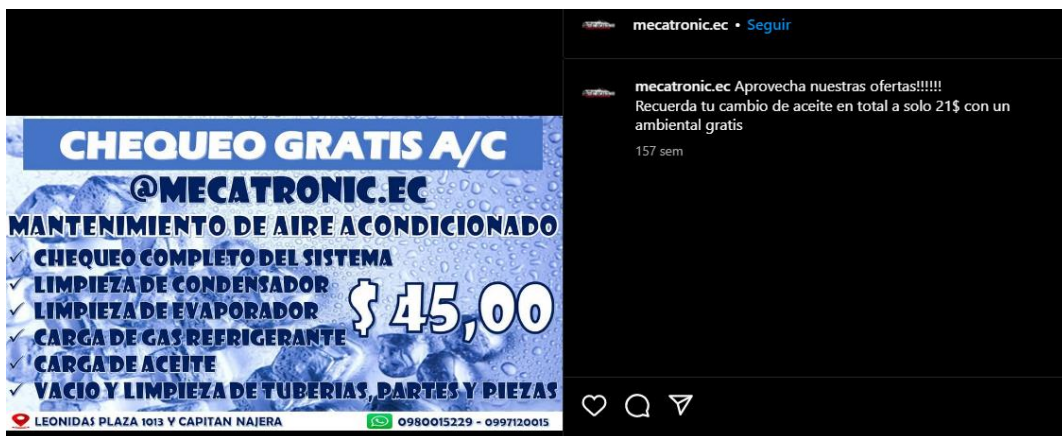 CHEQUEO GRATIS A/C
@MECATRONIC.EC
MANTENIMIENTO DE AIRE ACONDICIONADO
✓ CHEQUEO COMPLETO DEL SISTEMA
✓ LIMPIEZA DE CONDENSADOR
✓ LIMPIEZA DE EVAPORADOR
✓ CARGA DE GAS REFRIGERANTE
✓ CARGA DE ACEITE
✓ VACIO Y LIMPIEZA DE TUBERIAS, PARTES Y PIEZAS
$ 45,00
LEONIDAS PLAZA 1013 Y CAPITAN NAJERA
0980015229 - 0997120015
mecatronic.ec • Seguir
mecatronic.ec Aprovecha nuestras ofertas!!!!!!
Recuerda tu cambio de aceite en total a solo 21$ con un
ambiental gratis
157 sem